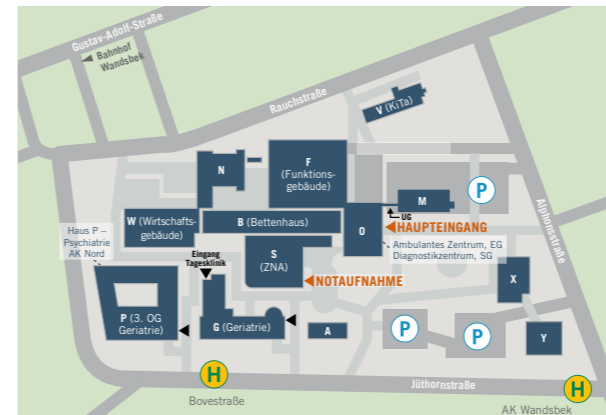 Gustav-Adolf-Straße
Bahnhof
Wandsbek
Rauchstraße
V (KiTa)
N
F
(Funktions-
gebäude)
M
P
UG
HAUPTEINGANG
W (Wirtschafts-
gebäude)
B (Bettenhaus)
O
Ambulantes Zentrum, EG
Diagnostikzentrum, SG
Alphonsstraße
Haus P –
Psychiatrie
AK Nord
Eingang
Tagesklinik
S
(ZNA)
NOTAUFNAHME
X
P (3. OG
Geriatrie)
G (Geriatrie)
A
P
P
Y
H
Bovestraße
Jüthornstraße
H
AK Wandsbek